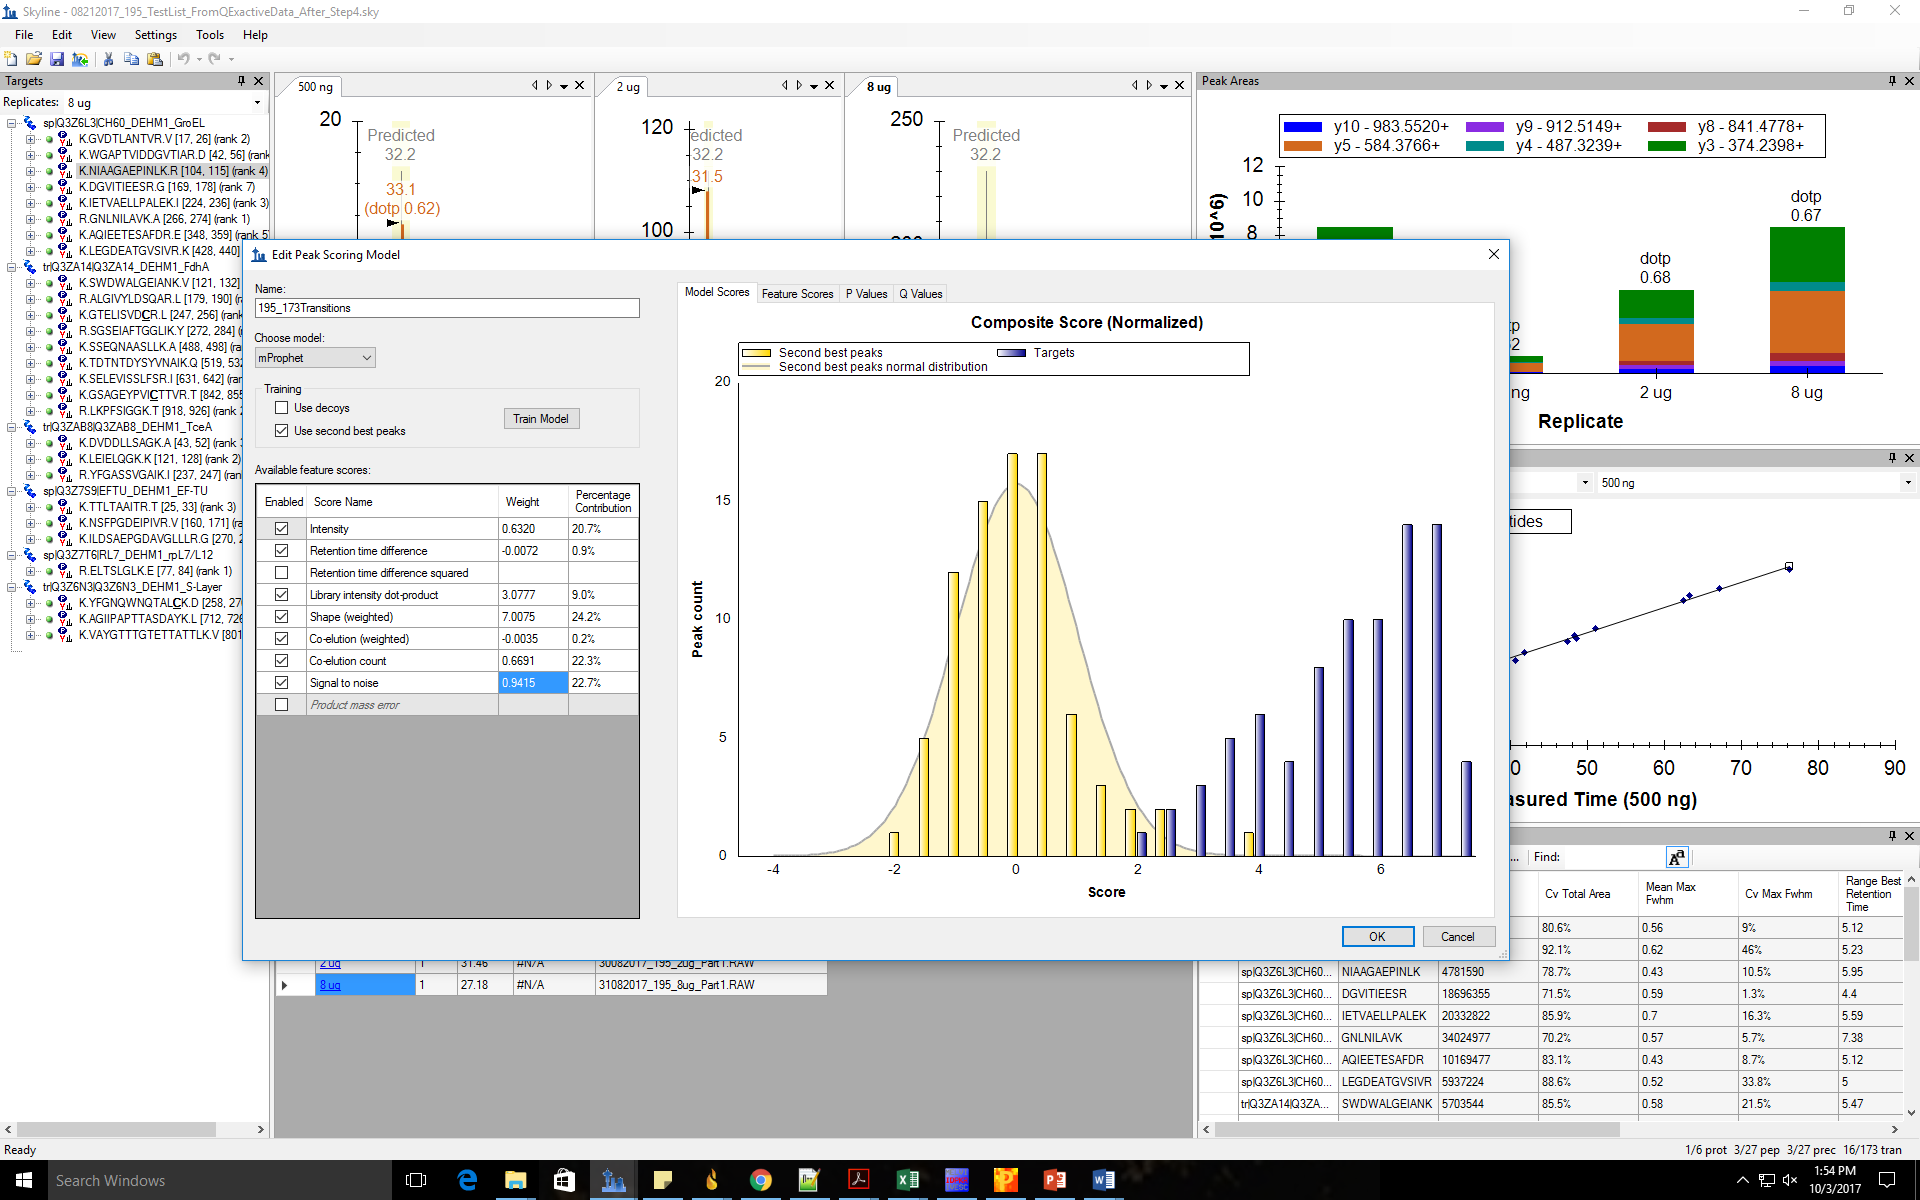 Skyline - 08212017_195_TestList_FromQExactiveData_After_Step4.sky
File Edit View Settings Tools Help
Targets
Replicates: 8 ug
sp|Q3Z6L3|CH60_DEHM1_GroEL
K.GVDTLANTVR.V [17, 26] (rank 2)
K.WGAPTVIDDGVTIAR.D [42, 56] (rank
K.NIAAGAEPINLK.R [104, 115] (rank 4)
K.DGVITIEESR.G [169, 178] (rank 7)
K.IETVAELLPALEK.I [224, 236] (rank 3)
R.GNLNILAVK.A [266, 274] (rank 1)
K.AQIEETESAFDR.E [348, 359] (rank 5)
K.LEGDEATGVSIVR.K [428, 440]
tr|Q3ZA14|Q3ZA14_DEHM1_FdhA
K.SWDWALGEIANK.V [121, 132]
R.ALGIVYLDSQAR.L [179, 190] (
K.GTELISVDCR.L [247, 256] (rank
R.SGSEIAFTGGLIK.Y [272, 284] (
K.SSEQNAASLLK.A [488, 498] (
K.TDTNTDYSYVNAIK.Q [519, 532
K.SELEVISSLFSR.I [631, 642] (ra
K.GSAGEYPVICTTVR.T [842, 855
R.LKPFSIGGK.T [918, 926] (rank 2
tr|Q3ZAB8|Q3ZAB8_DEHM1_TceA
K.DVDDLLSAGK.A [43, 52] (rank
K.LEIELQGK.K [121, 128] (rank 2)
R.YFGASSVGAIK.I [237, 247] (ran
sp|Q3Z7S9|EFTU_DEHM1_EF-TU
K.TTLTAAITR.T [25, 33] (rank 3)
K.NSFPGDEIPIVR.V [160, 171] (ra
K.ILDSAEPGDAVGLLLR.G [270, 2
sp|Q3Z7T6|RL7_DEHM1_rpL7/L12
R.ELTSLGLK.E [77, 84] (rank 1)
tr|Q3Z6N3|Q3Z6N3_DEHM1_S-Layer
K.YFGNQWNQTALCK.D [258, 27
K.AGIIPAPTTASDAYK.L [712, 726
K.VAYGTTTGTETTATTLK.V [801
500 ng
20
Predicted
32.2
33.1
(dotp 0.62)
2 ug
120
100
edicted
32.2
31.5
8 ug
250
Predicted
32.2
Peak Areas
y10 - 983.5520+ y9 - 912.5149+ y8 - 841.4778+
y5 - 584.3766+ y4 - 487.3239+ y3 - 374.2398+
12
10
8
10^6)
dotp
0.68
dotp
0.67
ng 2 ug 8 ug
Replicate
Edit Peak Scoring Model
Name:
195_173Transitions
Choose model:
mProphet
Training
Use decoys
Use second best peaks
Train Model
Available feature scores:
Enabled Score Name Weight Percentage Contribution
Intensity 0.6320 20.7%
Retention time difference -0.0072 0.9%
Retention time difference squared
Library intensity dot-product 3.0777 9.0%
Shape (weighted) 7.0075 24.2%
Co-elution (weighted) -0.0035 0.2%
Co-elution count 0.6691 22.3%
Signal to noise 0.9415 22.7%
Product mass error
Model Scores Feature Scores P Values Q Values
Composite Score (Normalized)
Second best peaks Targets
Second best peaks normal distribution
20
15
10
5
0
Peak count
-4 -2 0 2 4 6
Score
OK Cancel
500 ng
tides
0 50 60 70 80 90
asured Time (500 ng)
... Find:
Cv Total Area Mean Max Fwhm Cv Max Fwhm Range Best Retention Time
80.6% 0.56 9% 5.12
92.1% 0.62 46% 5.23
sp|Q3Z6L3|CH60... NIAAGAEPINLK 4781590 78.7% 0.43 10.5% 5.95
sp|Q3Z6L3|CH60... DGVITIEESR 18696355 71.5% 0.59 1.3% 4.4
sp|Q3Z6L3|CH60... IETVAELLPALEK 20332822 85.9% 0.7 16.3% 5.59
sp|Q3Z6L3|CH60... GNLNILAVK 34024977 70.2% 0.57 5.7% 7.38
sp|Q3Z6L3|CH60... AQIEETESAFDR 10169477 83.1% 0.43 8.7% 5.12
sp|Q3Z6L3|CH60... LEGDEATGVSIVR 5937224 88.6% 0.52 33.8% 5
tr|Q3ZA14|Q3ZA... SWDWALGEIANK 5703544 85.5% 0.58 21.5% 5.47
2 ug 1 31.46 #N/A 30082017_195_2ug_Part1.RAW
8 ug 1 27.18 #N/A 31082017_195_8ug_Part1.RAW
Ready
1/6 prot 3/27 pep 3/27 prec 16/173 tran
Search Windows
1:54 PM
10/3/2017